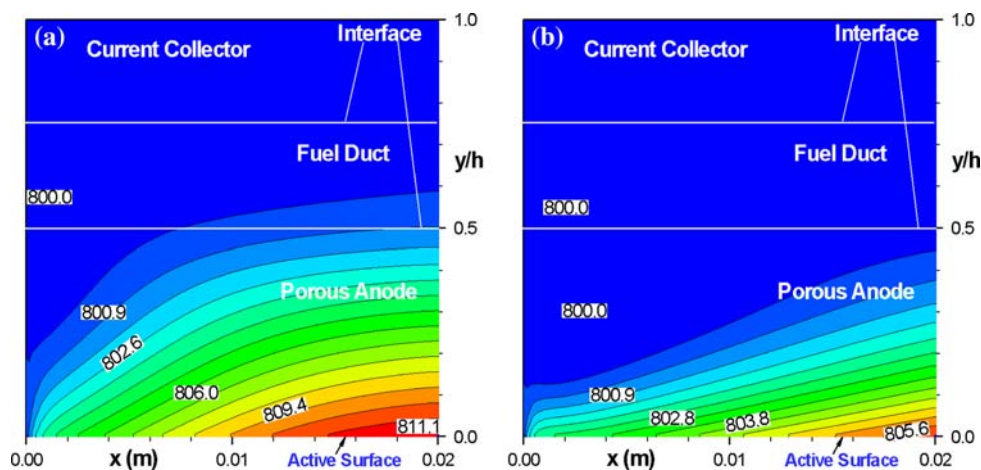 (a)
Current Collector
Interface
Fuel Duct
Porous Anode
800.0
800.9
802.6
806.0
809.4
811.1
1.0
y/h
0.5
0.0
0.00
x (m)
0.01
0.02
Active Surface
(b)
Current Collector
Interface
Fuel Duct
Porous Anode
800.0
800.0
800.9
802.8
803.8
805.6
1.0
y/h
0.5
0.0
0.00
x (m)
0.01
0.02
Active Surface